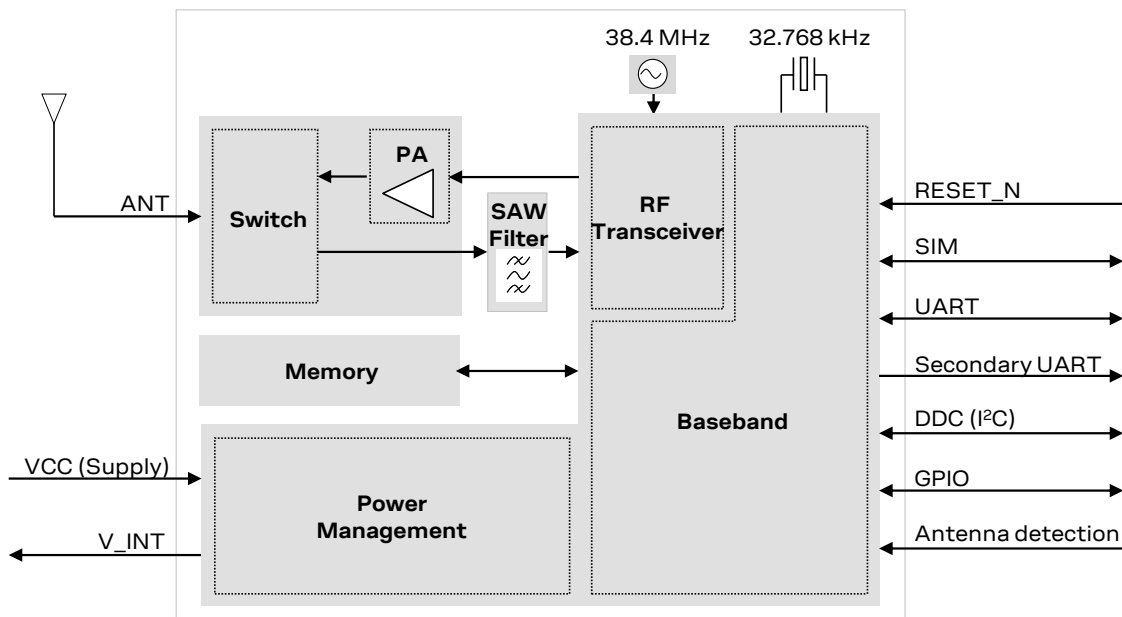 38.4 MHz
32.768 kHz
PA
ANT
Switch
SAW
Filter
RF
Transceiver
RESET_N
SIM
UART
Memory
Secondary UART
Baseband
DDC (I²C)
VCC (Supply)
GPIO
Power
Management
V_INT
Antenna detection